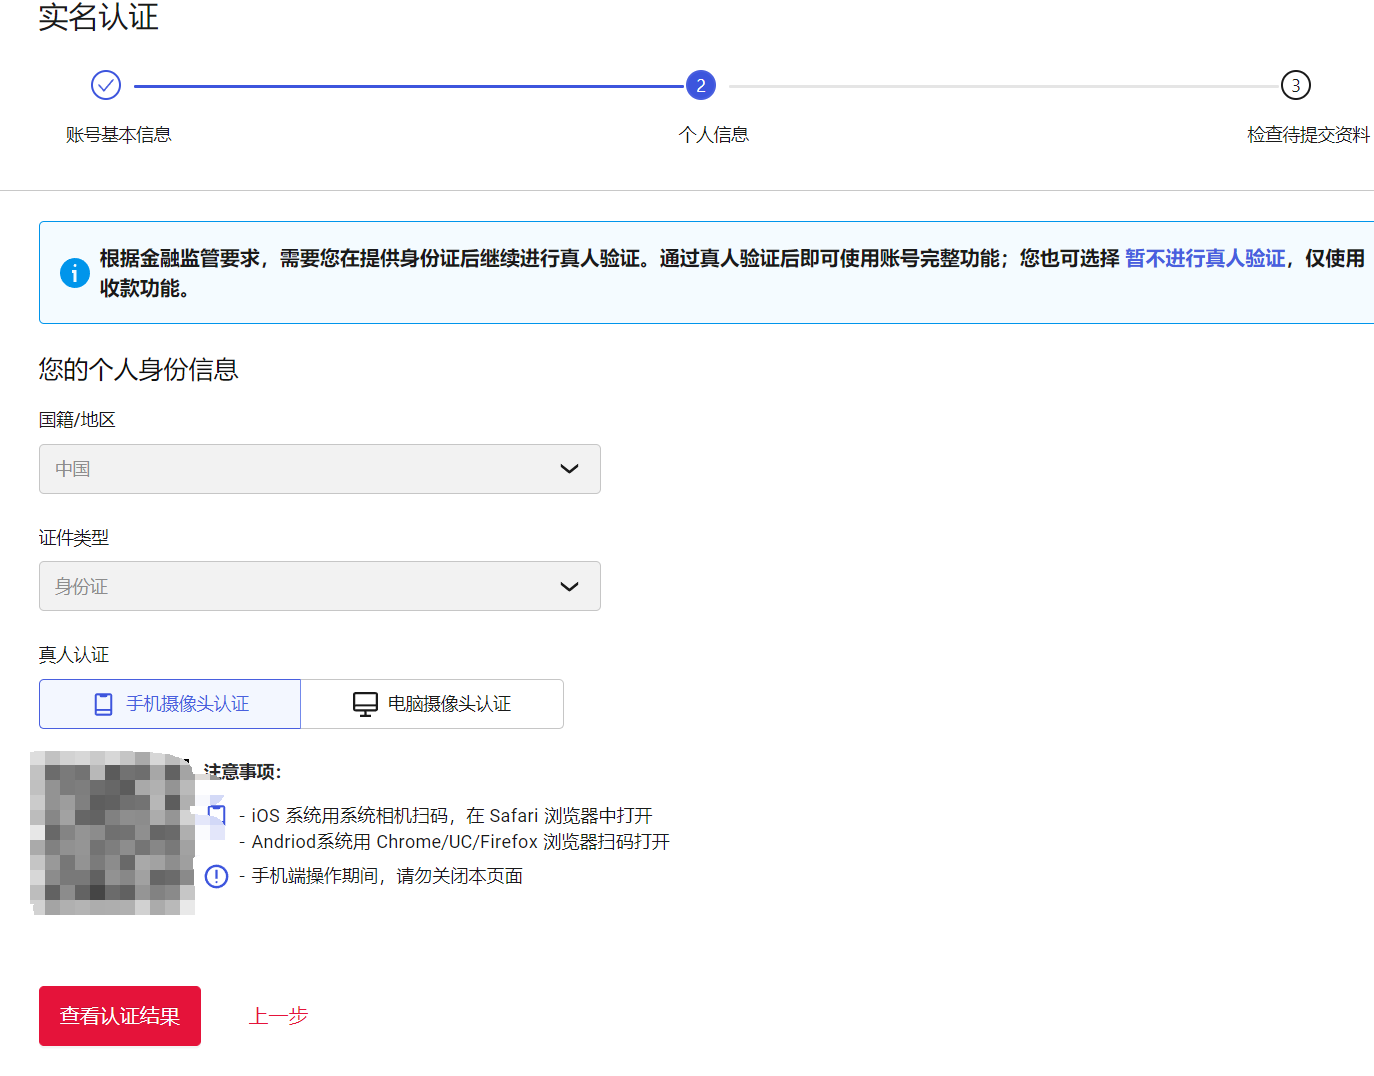 实名认证
2
3
账号基本信息
个人信息
检查待提交资料
根据金融监管要求，需要您在提供身份证后继续进行真人验证。通过真人验证后即可使用账号完整功能；您也可选择 暂不进行真人验证，仅使用
收款功能。
您的个人身份信息
国籍/地区
中国
证件类型
身份证
真人认证
手机摄像头认证
电脑摄像头认证
注意事项：
- iOS 系统用系统相机扫码，在 Safari 浏览器中打开
- Andriod系统用 Chrome/UC/Firefox 浏览器扫码打开
- 手机端操作期间，请勿关闭本页面
查看认证结果
上一步